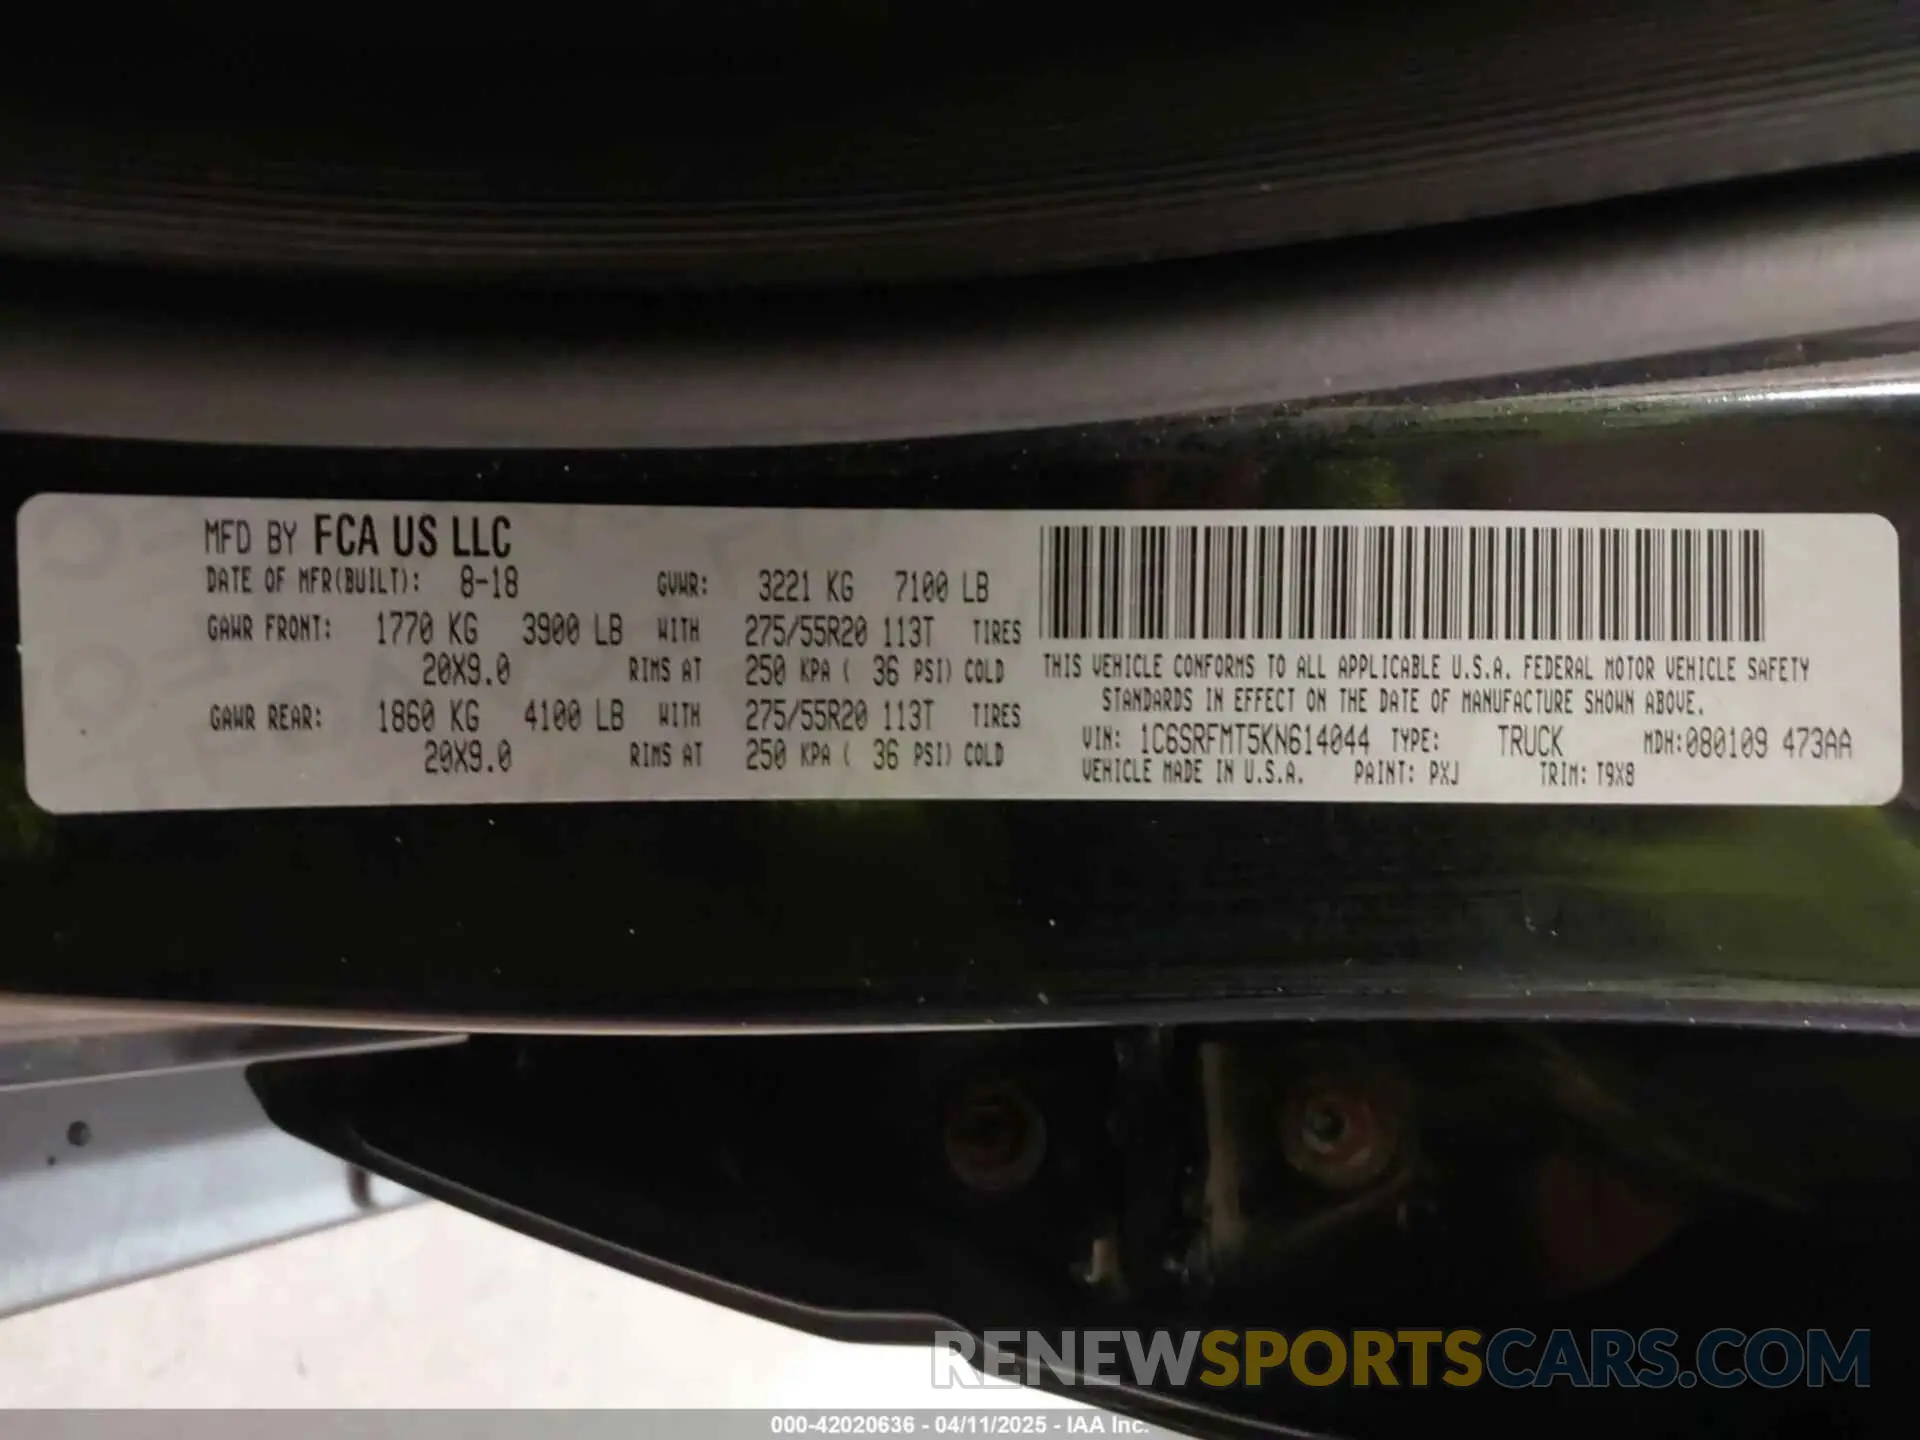 MFD BY FCA US LLC
DATE OF MFR(BUILT): 8-18 GVWR: 3221 KG 7100 LB
GAWR FRONT: 1770 KG 3900 LB WITH 275/55R20 113T TIRES
20X9.0 RIMS AT 250 KPA ( 36 PSI) COLD
GAWR REAR: 1860 KG 4100 LB WITH 275/55R20 113T TIRES
20X9.0 RIMS AT 250 KPA ( 36 PSI) COLD
THIS VEHICLE CONFORMS TO ALL APPLICABLE U.S.A. FEDERAL MOTOR VEHICLE SAFETY
STANDARDS IN EFFECT ON THE DATE OF MANUFACTURE SHOWN ABOVE.
VIN: 1C6SRFMT5KN614044 TYPE: TRUCK MDH:080109 473AA
VEHICLE MADE IN U.S.A. PAINT: PXJ TRIM: T9X8
RENEWSPORTSCARS.COM
000-42020636 - 04/11/2025 - IAA Inc.